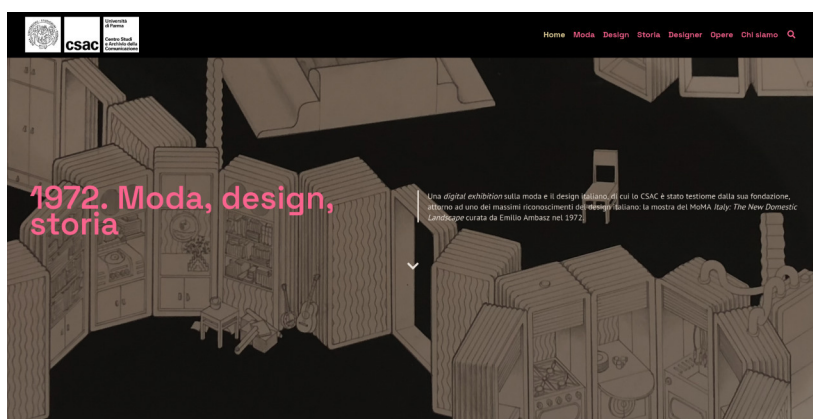 csac
Università
di Parma
Centro Studi
e Archivio della
Comunicazione
Home Moda Design Storia Designer Opere Chi siamo
1972. Moda, design,
storia
Una digital exhibition sulla moda e il design italiano, di cui lo CSAC è stato testiome dalla sua fondazione,
attorno ad uno dei massimi riconoscimenti del design italiano: la mostra del MoMA Italy: The New Domestic
Landscape curata da Emilio Ambasz nel 1972.